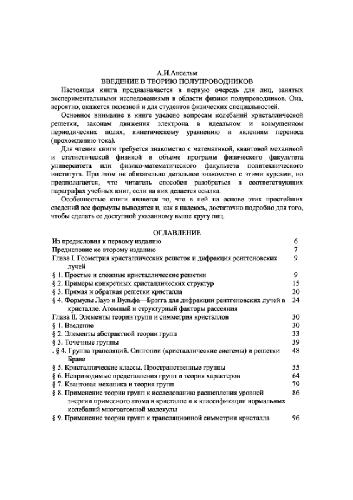 А.И.Ансельм
ВВЕДЕНИЕ В ТЕОРИЮ ПОЛУПРОВОДНИКОВ
Настоящая книга предназначается в первую очередь для лиц, занятых
экспериментальными исследованиями в области физики полупроводников. Она,
вероятно, окажется полезной и для студентов физических специальностей.
Основное внимание в книге уделено вопросам колебаний кристаллической
решетки, законам движения электрона в идеальном и возмущенном
периодических полях, кинетическому уравнению и явлениям переноса
(прохождению тока).
Для чтения книги требуется знакомство с математикой, квантовой механикой
и статистической физикой в объеме программ физического факультета
университета или физико-математического факультета политехнического
института. При этом не обязательно детальное знакомство с этими курсами, но
предполагается, что читатель способен разобраться в соответствующих
параграфах учебных книг, если на них делается ссылка.
Особенностью книги является то, что в ней на основе этих простейших
сведений все формулы выводятся и, как я надеюсь, достаточно подробно для того,
чтобы сделать ее доступной указанному выше кругу лиц.
ОГЛАВЛЕНИЕ
Из предисловия к первому изданию 6
Предисловие ко второму изданию 7
Глава I. Геометрия кристаллических решеток и дифракция рентгеновских 9
лучей
§ 1. Простые и сложные кристаллические решетки 9
§ 2. Примеры конкретных кристаллических структур 15
§ 3. Прямая и обратная решетки кристалла 20
§ 4. Формулы Лауэ и Вульфа—Брэгга для дифракции рентгеновских лучей в 24
кристалле. Атомный и структурный факторы рассеяния
Глава II. Элементы теории групп и симметрия кристаллов 30
§ 1. Введение 30
§ 2. Элементы абстрактной теории групп 33
§ 3. Точечные группы 39
. § 4. Группа трансляций. Сингонии (кристаллические системы) и решетки 48
Браве
§ 5. Кристаллические классы. Пространственные группы 55
§ 6. Неприводимые представления групп и теория характеров 64
§ 7. Квантовая механика и теория групп 79
§ 8. Применение теории групп к исследованию расщепления уровней 86
энергии примесного атома в кристалле и к классификации нормальных
колебаний многоатомной молекулы
§ 9. Применение теории групп к трансляционной симметрии кристалла 96